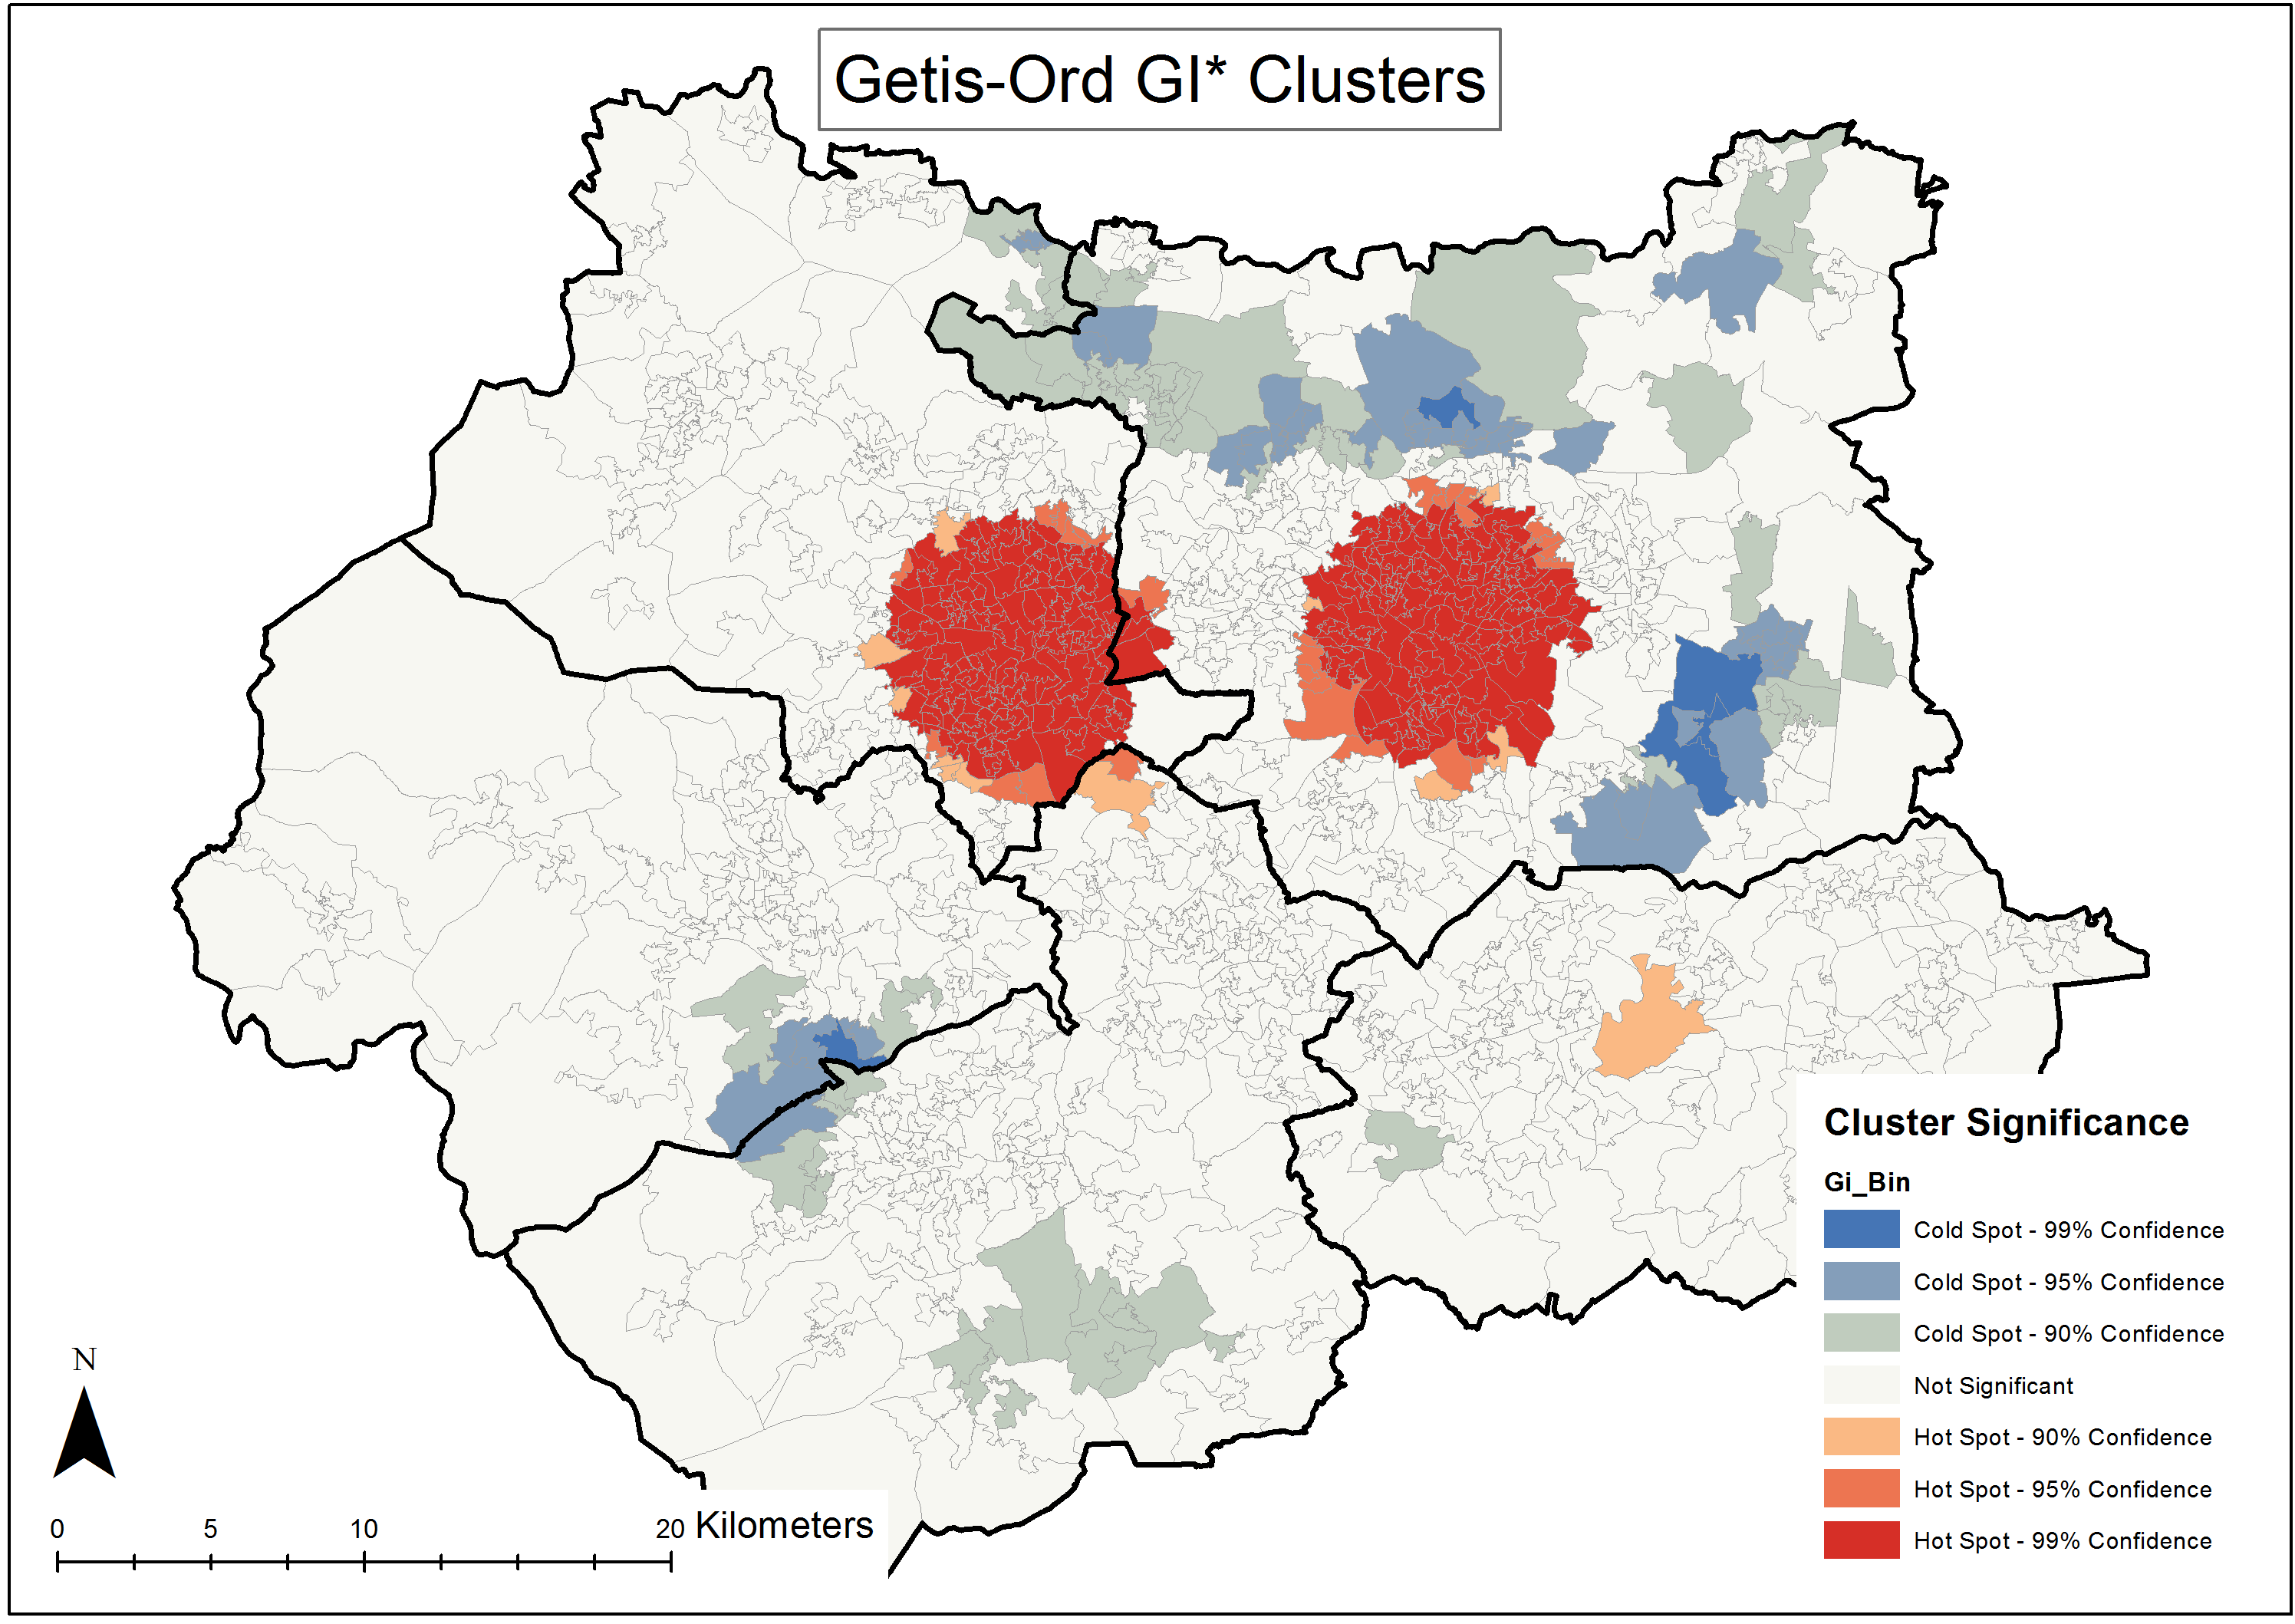 Getis-Ord GI* Clusters
Cluster Significance
Gi_Bin
Cold Spot - 99% Confidence
Cold Spot - 95% Confidence
Cold Spot - 90% Confidence
Not Significant
Hot Spot - 90% Confidence
Hot Spot - 95% Confidence
Hot Spot - 99% Confidence
N
0 5 10 20 Kilometers